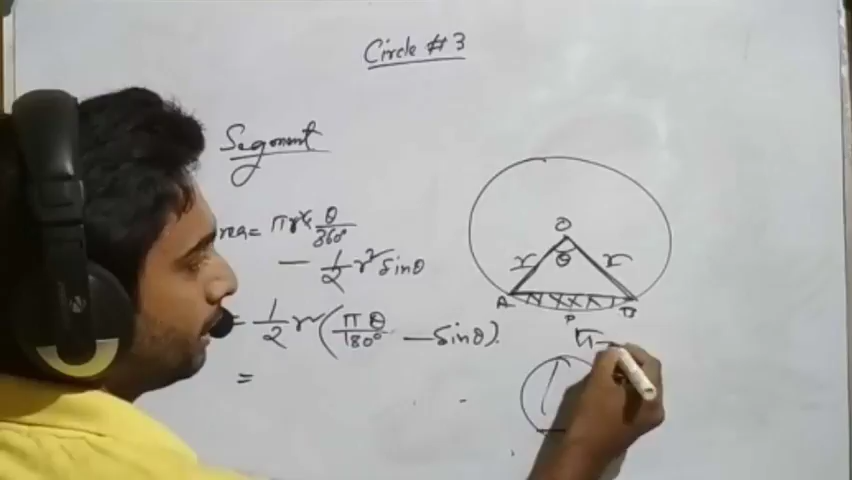 Circle #3
Segment
rea = πr²× θ/360°
— 1/2 r² sinθ
= 1/2 r² (πθ/180° — sinθ).
=
O
r θ r
A B
P
π—